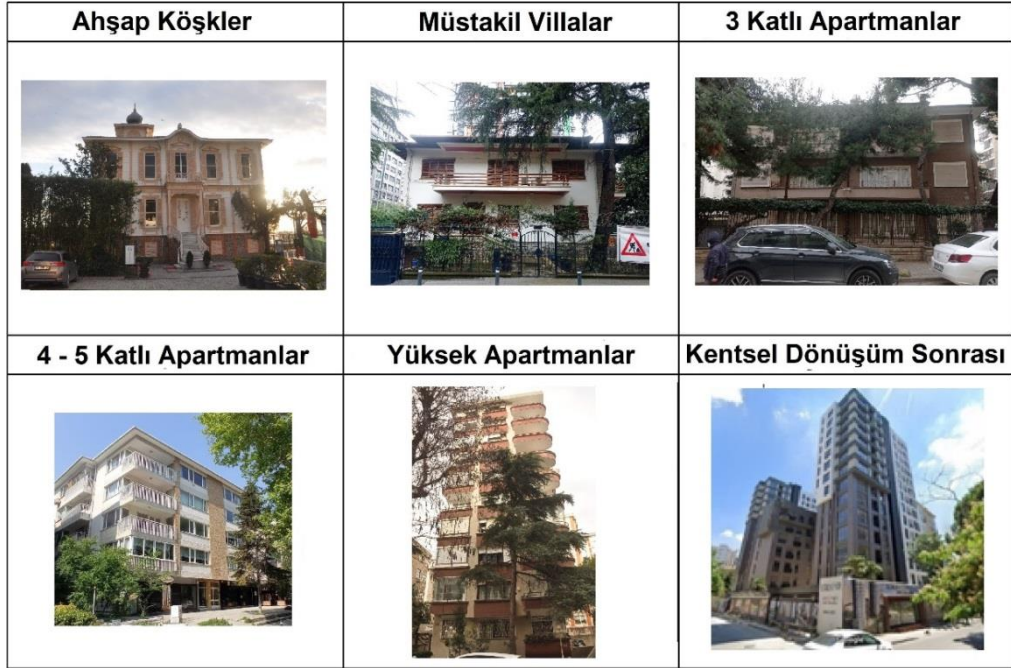 Ahşap Köşkler
Müstakil Villalar
3 Katlı Apartmanlar
4 - 5 Katlı Apartmanlar
Yüksek Apartmanlar
Kentsel Dönüşüm Sonrası